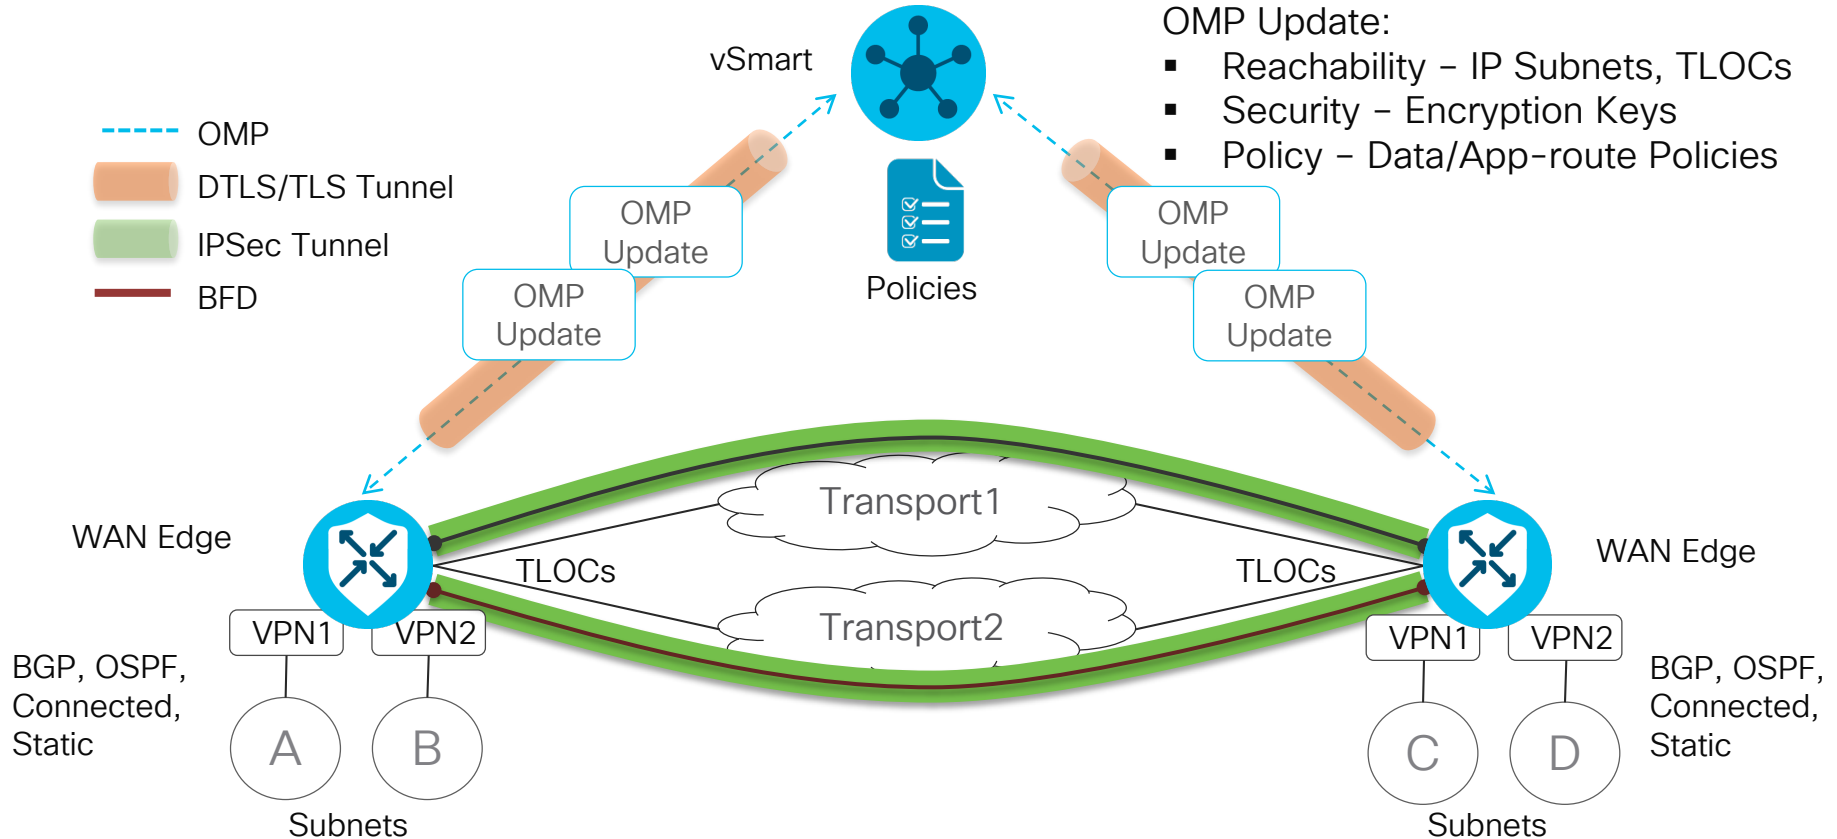 vSmart
OMP Update:
▪ Reachability – IP Subnets, TLOCs
▪ Security – Encryption Keys
▪ Policy – Data/App-route Policies
OMP
DTLS/TLS Tunnel
IPSec Tunnel
BFD
OMP
Update
OMP
Update
Policies
OMP
Update
OMP
Update
Transport1
WAN Edge
TLOCs
TLOCs
WAN Edge
Transport2
VPN1
VPN2
VPN1
VPN2
BGP, OSPF,
Connected,
Static
A
B
C
D
BGP, OSPF,
Connected,
Static
Subnets
Subnets